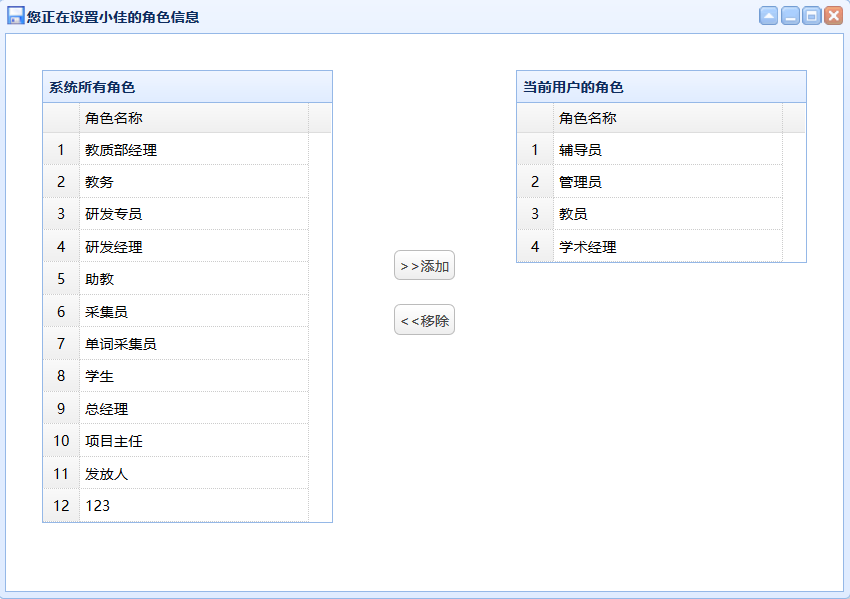 您正在设置小佳的角色信息
系统所有角色
角色名称
1 教质部经理
2 教务
3 研发专员
4 研发经理
5 助教
6 采集员
7 单词采集员
8 学生
9 总经理
10 项目主任
11 发放人
12 123
>>添加
<<移除
当前用户的角色
角色名称
1 辅导员
2 管理员
3 教员
4 学术经理